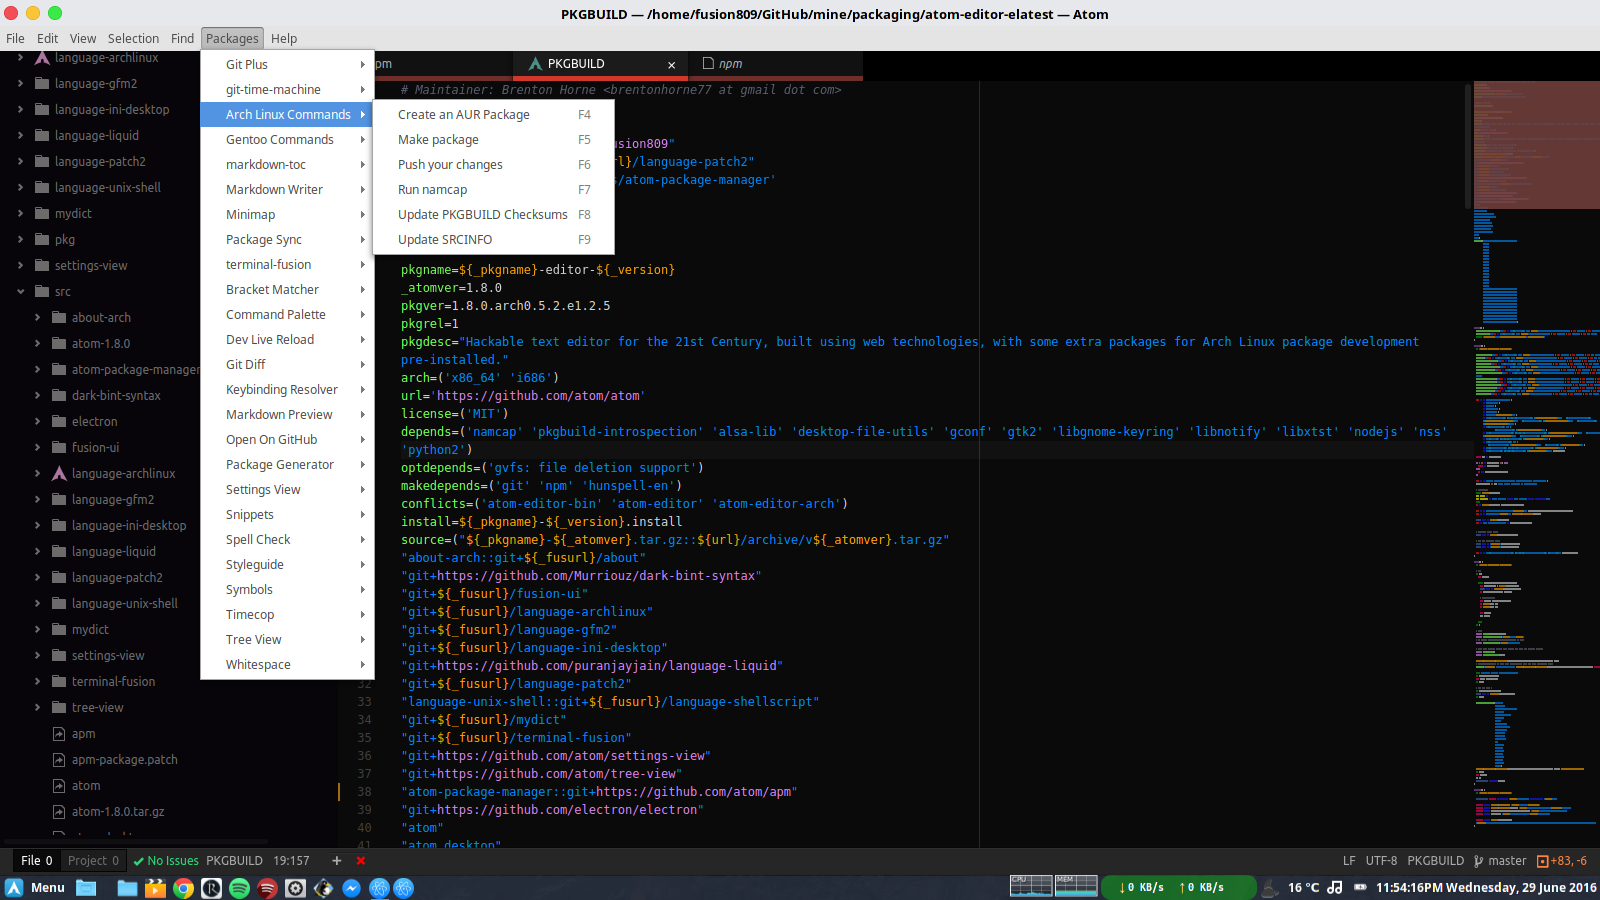 PKGBUILD — /home/fusion809/GitHub/mine/packaging/atom-editor-elatest — Atom
File Edit View Selection Find Packages Help
language-archlinux
language-gfm2
language-ini-desktop
language-liquid
language-patch2
language-unix-shell
mydict
pkg
settings-view
src
about-arch
atom-1.8.0
atom-package-manager
dark-bint-syntax
electron
fusion-ui
language-archlinux
language-gfm2
language-ini-desktop
language-liquid
language-patch2
language-unix-shell
mydict
settings-view
terminal-fusion
tree-view
apm
apm-package.patch
atom
atom-1.8.0.tar.gz
Git Plus
git-time-machine
Arch Linux Commands
Gentoo Commands
markdown-toc
Markdown Writer
Minimap
Package Sync
terminal-fusion
Bracket Matcher
Command Palette
Dev Live Reload
Git Diff
Keybinding Resolver
Markdown Preview
Open On GitHub
Package Generator
Settings View
Snippets
Spell Check
Styleguide
Symbols
Timecop
Tree View
Whitespace
Create an AUR Package F4
Make package F5
Push your changes F6
Run namcap F7
Update PKGBUILD Checksums F8
Update SRCINFO F9
pm PKGBUILD × npm
# Maintainer: Brenton Horne <brentonhorne77 at gmail dot com>
usion809"
rl}/language-patch2"
s/atom-package-manager'
pkgname=${_pkgname}-editor-${_version}
_atomver=1.8.0
pkgver=1.8.0.arch0.5.2.e1.2.5
pkgrel=1
pkgdesc="Hackable text editor for the 21st Century, built using web technologies, with some extra packages for Arch Linux package development
pre-installed."
arch=('x86_64' 'i686')
url='https://github.com/atom/atom'
license=('MIT')
depends=('namcap' 'pkgbuild-introspection' 'alsa-lib' 'desktop-file-utils' 'gconf' 'gtk2' 'libgnome-keyring' 'libnotify' 'libxtst' 'nodejs' 'nss'
'python2')
optdepends=('gvfs: file deletion support')
makedepends=('git' 'npm' 'hunspell-en')
conflicts=('atom-editor-bin' 'atom-editor' 'atom-editor-arch')
install=${_pkgname}-${_version}.install
source=("${_pkgname}-${_atomver}.tar.gz::${url}/archive/v${_atomver}.tar.gz"
"about-arch::git+${_fusurl}/about"
"git+https://github.com/Murriouz/dark-bint-syntax"
"git+${_fusurl}/fusion-ui"
"git+${_fusurl}/language-archlinux"
"git+${_fusurl}/language-gfm2"
"git+${_fusurl}/language-ini-desktop"
"git+https://github.com/puranjayjain/language-liquid"
32 "git+${_fusurl}/language-patch2"
33 "language-unix-shell::git+${_fusurl}/language-shellscript"
34 "git+${_fusurl}/mydict"
35 "git+${_fusurl}/terminal-fusion"
36 "git+https://github.com/atom/settings-view"
37 "git+https://github.com/atom/tree-view"
38 "atom-package-manager::git+https://github.com/atom/apm"
39 "git+https://github.com/electron/electron"
40 "atom"
41 "atom.desktop"
File 0 Project 0 No Issues PKGBUILD 19:157 + LF UTF-8 PKGBUILD master +83, -6
Menu CPU MEM 0 KB/s 0 KB/s 16 °C 11:54:16PM Wednesday, 29 June 2016